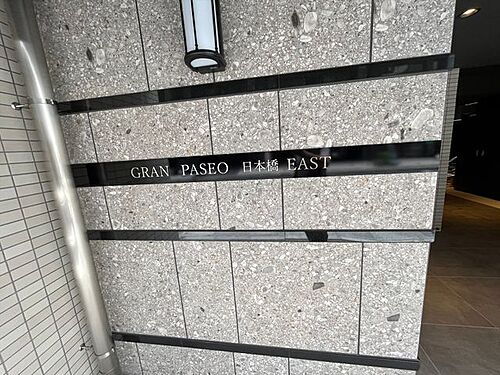 GRAN PASEO 日本橋 EAST